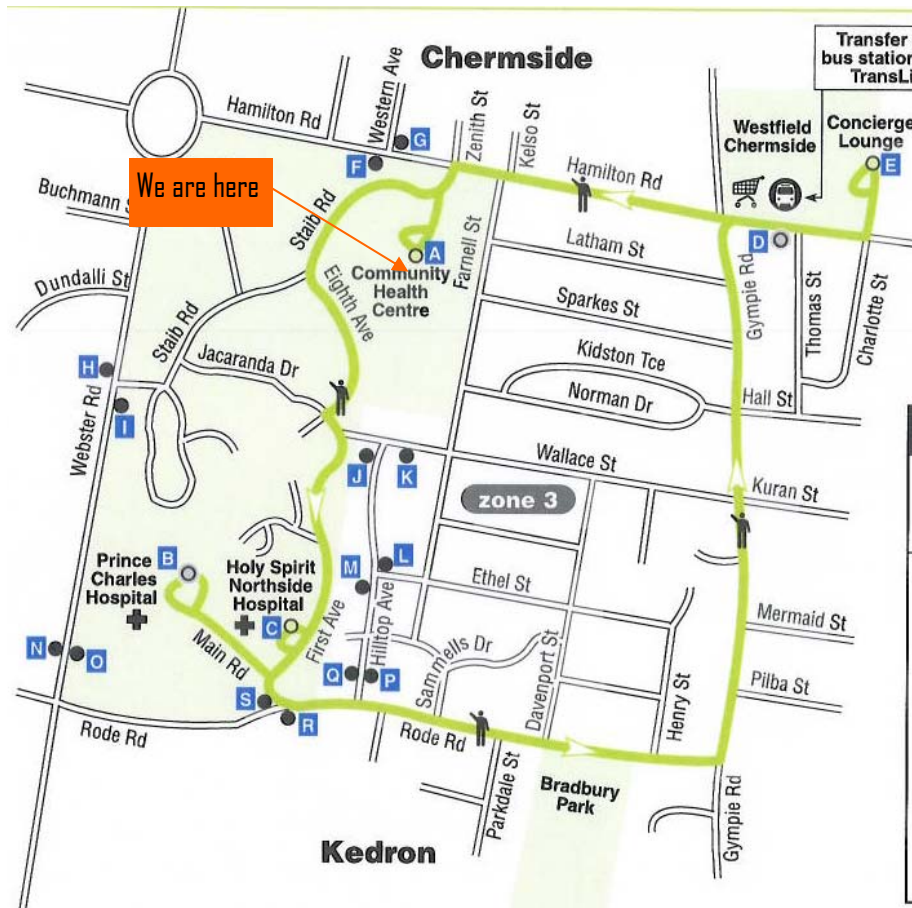 Chermside
Transfer
bus station
TransLi
Western Ave
Hamilton Rd
G
F
Zenith St
Kelso St
Westfield
Chermside
Concierge
Lounge
E
We are here
Hamilton Rd
Buchmann S
Staib Rd
A
Community
Health
Centre
Farnell St
Latham St
D
Gympie Rd
Thomas St
Charlotte St
Dundalli St
Eighth Ave
Sparkes St
Staib Rd
Jacaranda Dr
Kidston Tce
Norman Dr
Hall St
H
I
Webster Rd
J
K
Wallace St
Kuran St
zone 3
Prince
Charles
Hospital
B
Holy Spirit
Northside
Hospital
C
M
L
Ethel St
Mermaid St
First Ave
Hilltop Ave
Sammells Dr
Davenport St
Henry St
Pilba St
N
O
Main Rd
Q
P
S
R
Rode Rd
Rode Rd
Parkdale St
Bradbury
Park
Gympie Rd
Kedron